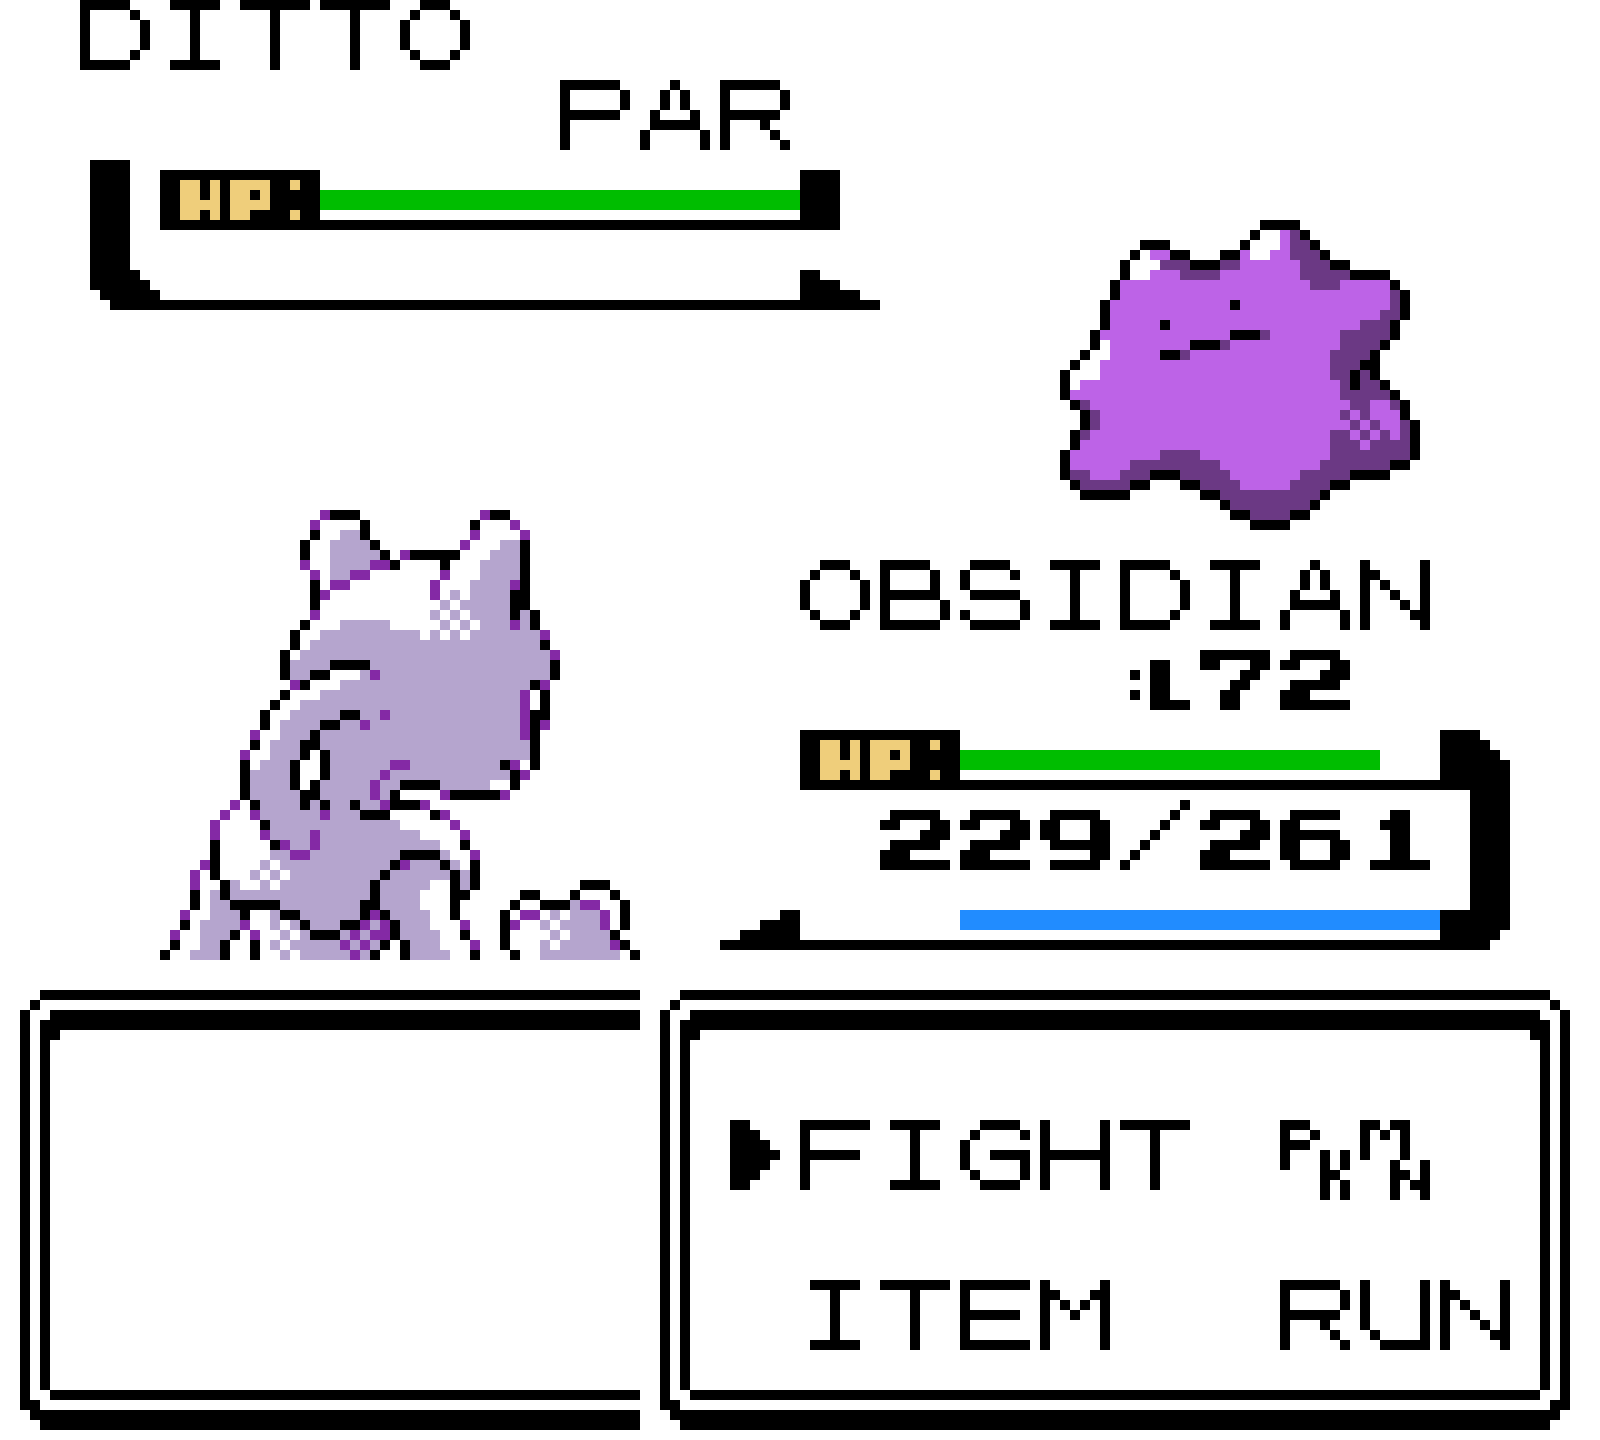 DITTO
PAR
HP:
OBSIDIAN
:L72
HP:
229/261
▶FIGHT PKMN
ITEM RUN